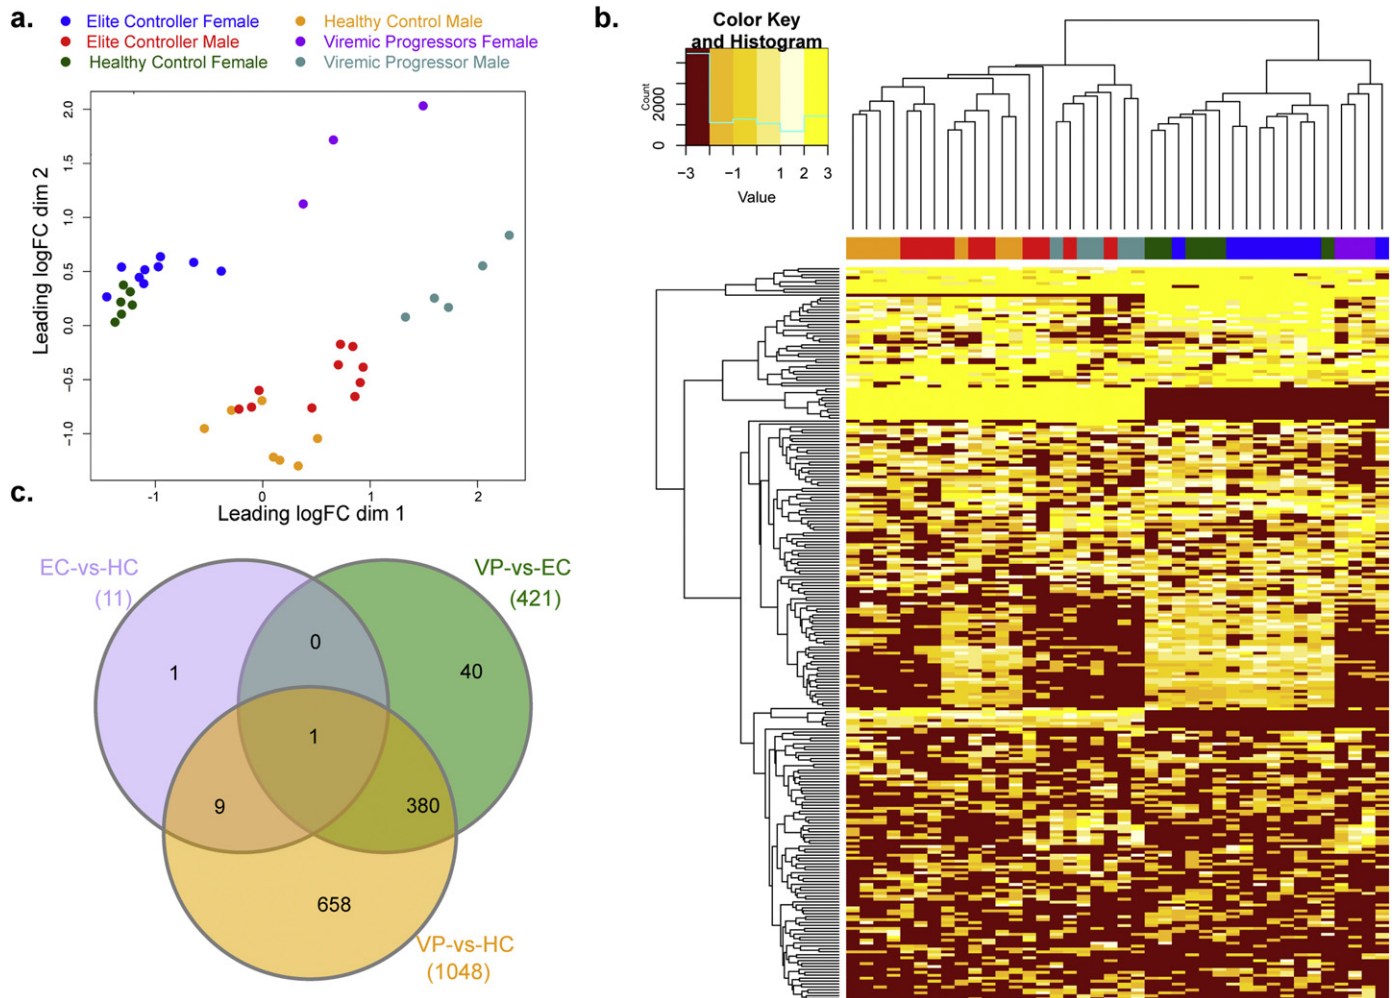 a.
Elite Controller Female
Elite Controller Male
Healthy Control Female
Healthy Control Male
Viremic Progressors Female
Viremic Progressor Male
Leading logFC dim 2
2.0
1.5
1.0
0.5
0.0
−0.5
−1.0
-1
0
1
2
Leading logFC dim 1
b.
Color Key
and Histogram
Count
2000
0
−3
−1
1
2
3
Value
c.
EC-vs-HC
(11)
VP-vs-EC
(421)
0
1
40
1
9
380
658
VP-vs-HC
(1048)